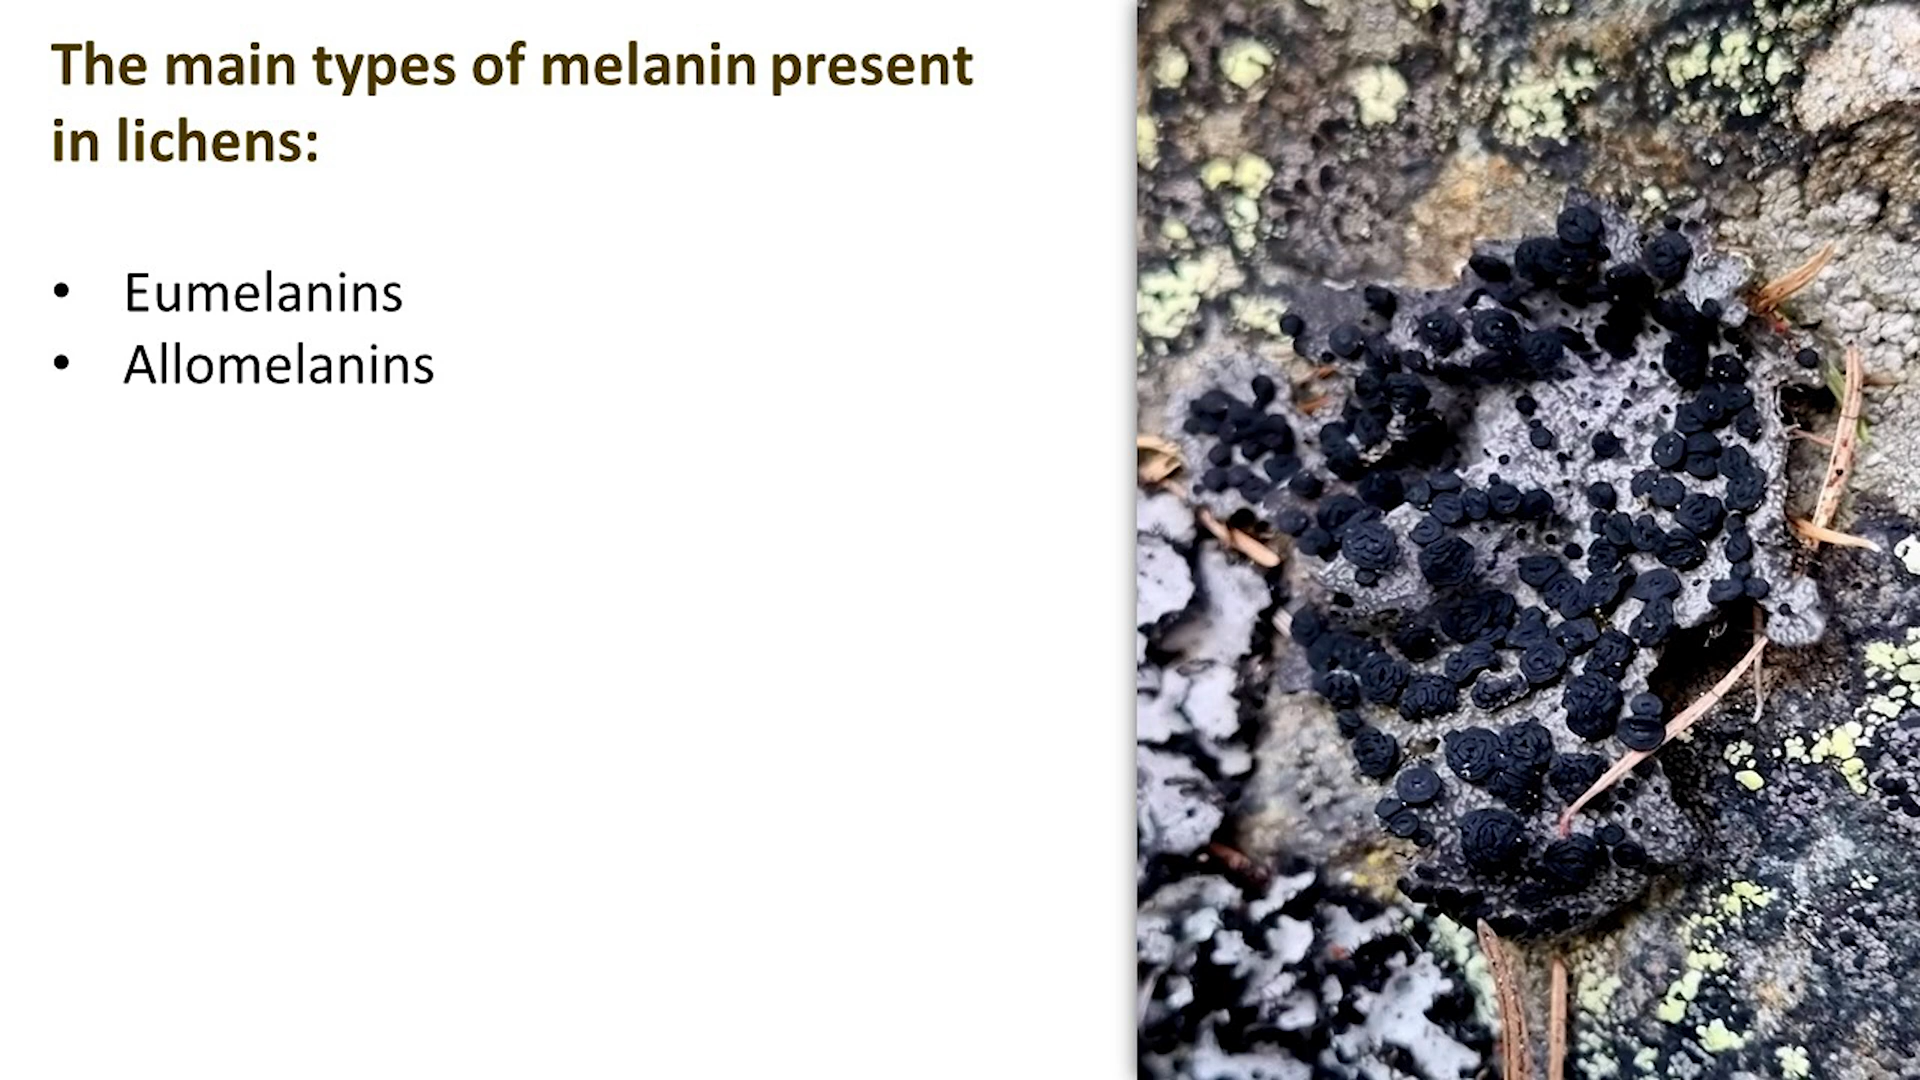 The main types of melanin present
in lichens:
• Eumelanins
• Allomelanins